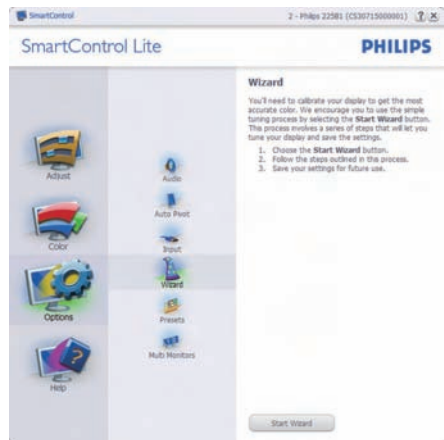 SmartControl
2 - Philips 225B1 (CS30715000001)
SmartControl Lite
PHILIPS
Adjust
Color
Options
Help
Audio
Auto Pivot
Input
Wizard
Presets
Multi Monitors
Wizard
You'll need to calibrate your display to get the most
accurate color. We encourage you to use the simple
tuning process by selecting the Start Wizard button.
This process involves a series of steps that will let you
tune your display and save the settings.
1. Choose the Start Wizard button.
2. Follow the steps outlined in this process.
3. Save your settings for future use.
Start Wizard